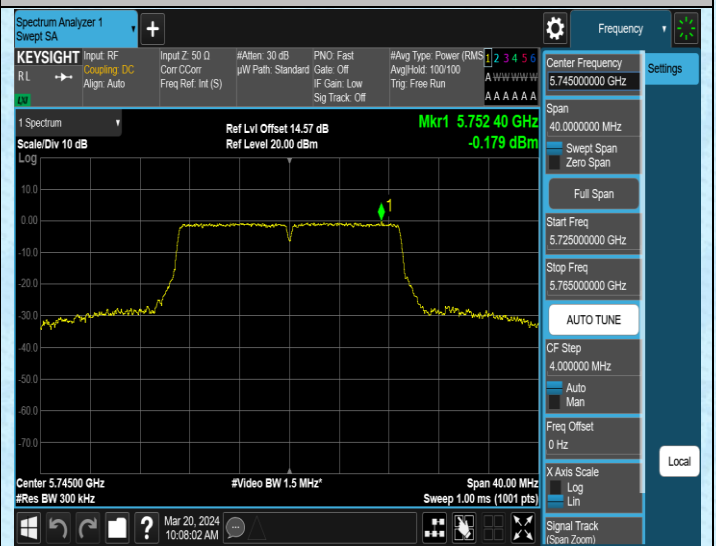 Spectrum Analyzer 1
Swept SA
+
Frequency
KEYSIGHT
RL
LXI
Input: RF
Coupling: DC
Align: Auto
Input Z: 50 Ω
Corr CCorr
Freq Ref: Int (S)
#Atten: 30 dB
µW Path: Standard
PNO: Fast
Gate: Off
IF Gain: Low
Sig Track: Off
#Avg Type: Power (RMS
Avg|Hold: 100/100
Trig: Free Run
1 2 3 4 5 6
A W W W W W
A A A A A A
Center Frequency
5.745000000 GHz
Settings
Span
40.0000000 MHz
Swept Span
Zero Span
Full Span
Start Freq
5.725000000 GHz
Stop Freq
5.765000000 GHz
AUTO TUNE
CF Step
4.000000 MHz
Auto
Man
Freq Offset
0 Hz
X Axis Scale
Log
Lin
Signal Track
(Span Zoom)
Local
1 Spectrum
Scale/Div 10 dB
Log
Ref Lvl Offset 14.57 dB
Ref Level 20.00 dBm
Mkr1 5.752 40 GHz
-0.179 dBm
1
10.0
0.00
-10.0
-20.0
-30.0
-40.0
-50.0
-60.0
-70.0
Center 5.74500 GHz
#Res BW 300 kHz
#Video BW 1.5 MHz*
Span 40.00 MHz
Sweep 1.00 ms (1001 pts)
?
Mar 20, 2024
10:08:02 AM